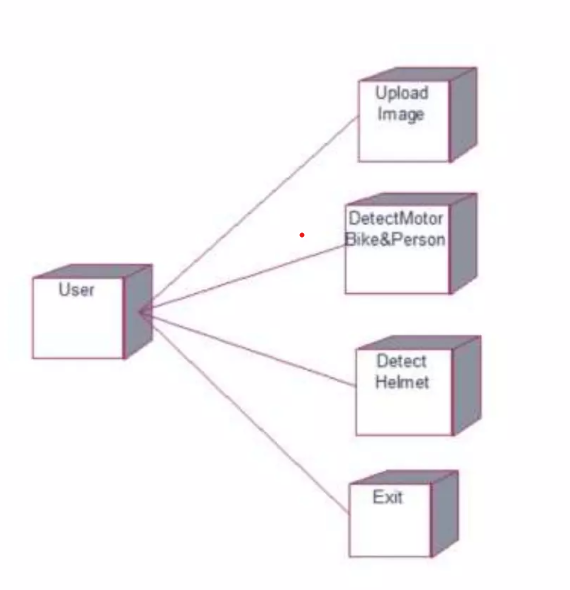 Upload
Image
DetectMotor
Bike&Person
User
Detect
Helmet
Exit